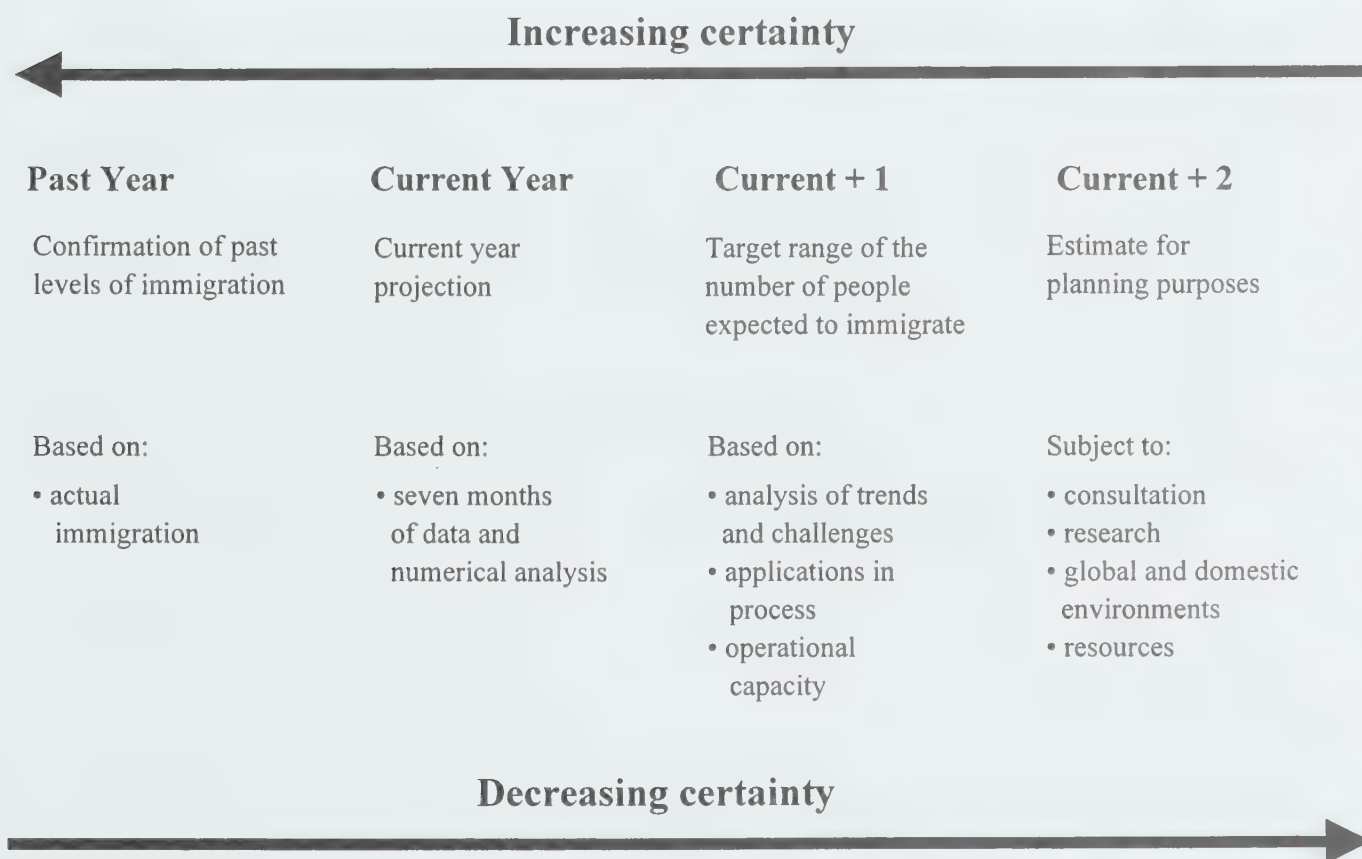 Increasing certainty
Past Year
Confirmation of past
levels of immigration
Based on:
• actual
immigration
Current Year
Current year
projection
Based on:
• seven months
of data and
numerical analysis
Current + 1
Target range of the
number of people
expected to immigrate
Based on:
• analysis of trends
and challenges
• applications in
process
• operational
capacity
Current + 2
Estimate for
planning purposes
Subject to:
• consultation
• research
• global and domestic
environments
• resources
Decreasing certainty